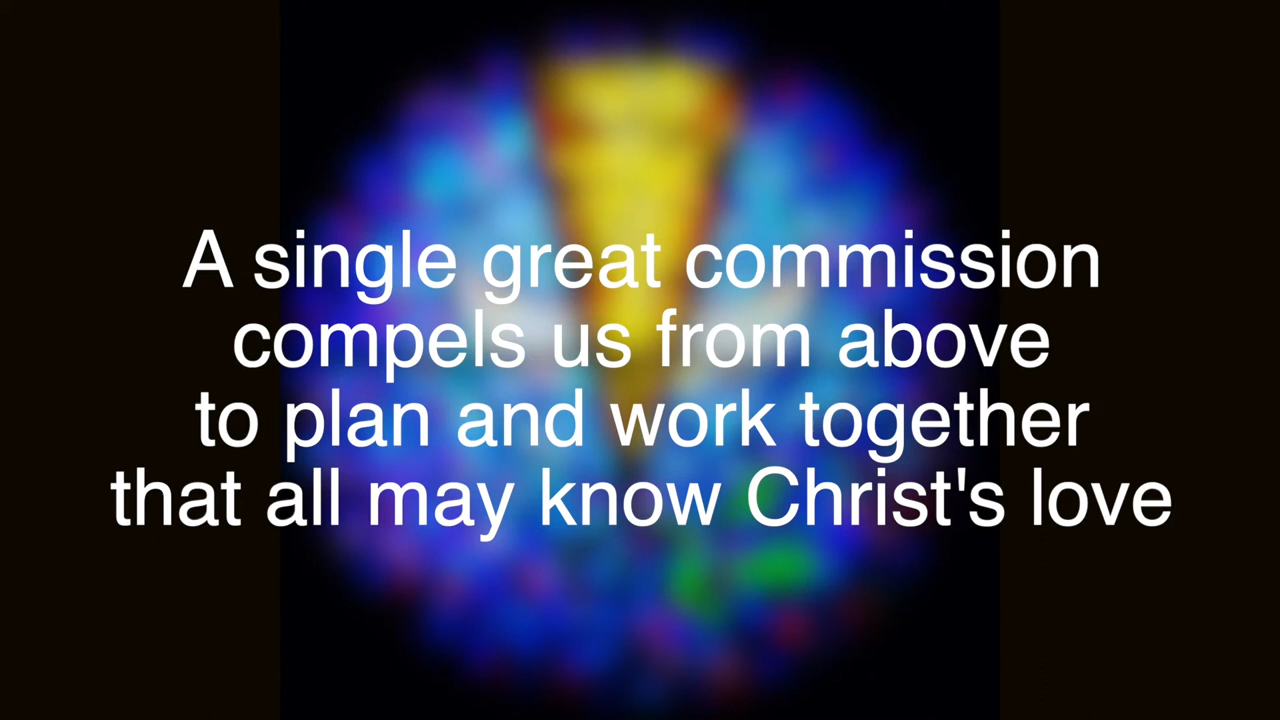 A single great commission
compels us from above
to plan and work together
that all may know Christ's love